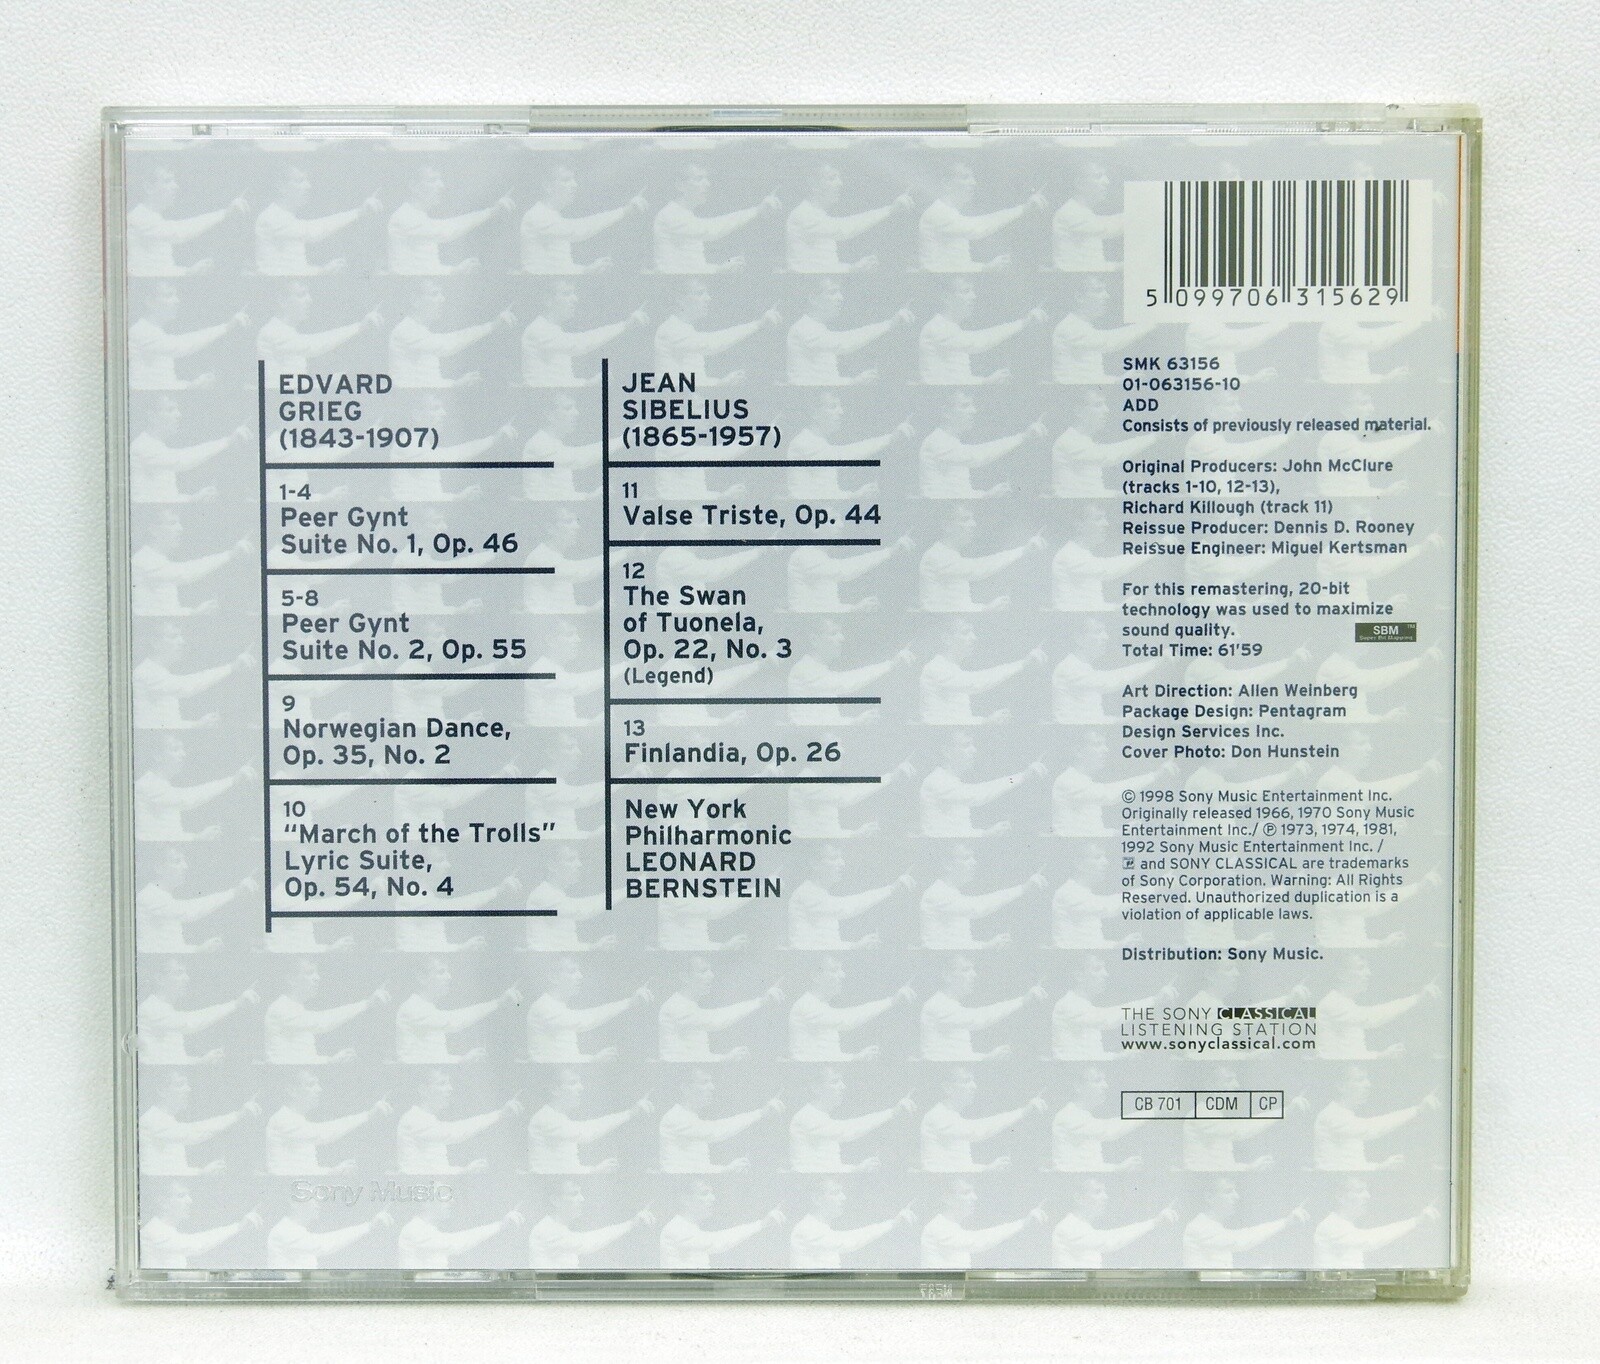 EDVARD
GRIEG
(1843-1907)
1-4
Peer Gynt
Suite No. 1, Op. 46
5-8
Peer Gynt
Suite No. 2, Op. 55
9
Norwegian Dance,
Op. 35, No. 2
10
“March of the Trolls”
Lyric Suite,
Op. 54, No. 4
JEAN
SIBELIUS
(1865-1957)
11
Valse Triste, Op. 44
12
The Swan
of Tuonela,
Op. 22, No. 3
(Legend)
13
Finlandia, Op. 26
New York
Philharmonic
LEONARD
BERNSTEIN
5 099706 315629
SMK 63156
01-063156-10
ADD
Consists of previously released material.
Original Producers: John McClure
(tracks 1-10, 12-13),
Richard Killough (track 11)
Reissue Producer: Dennis D. Rooney
Reissue Engineer: Miguel Kertsman
For this remastering, 20-bit
technology was used to maximize
sound quality.
SBM TM
Super Bit Mapping
Total Time: 61'59
Art Direction: Allen Weinberg
Package Design: Pentagram
Design Services Inc.
Cover Photo: Don Hunstein
© 1998 Sony Music Entertainment Inc.
Originally released 1966, 1970 Sony Music
Entertainment Inc./ ℗ 1973, 1974, 1981,
1992 Sony Music Entertainment Inc. /
and SONY CLASSICAL are trademarks
of Sony Corporation. Warning: All Rights
Reserved. Unauthorized duplication is a
violation of applicable laws.
Distribution: Sony Music.
THE SONY CLASSICAL
LISTENING STATION
www.sonyclassical.com
CB 701 CDM CP
Sony Music